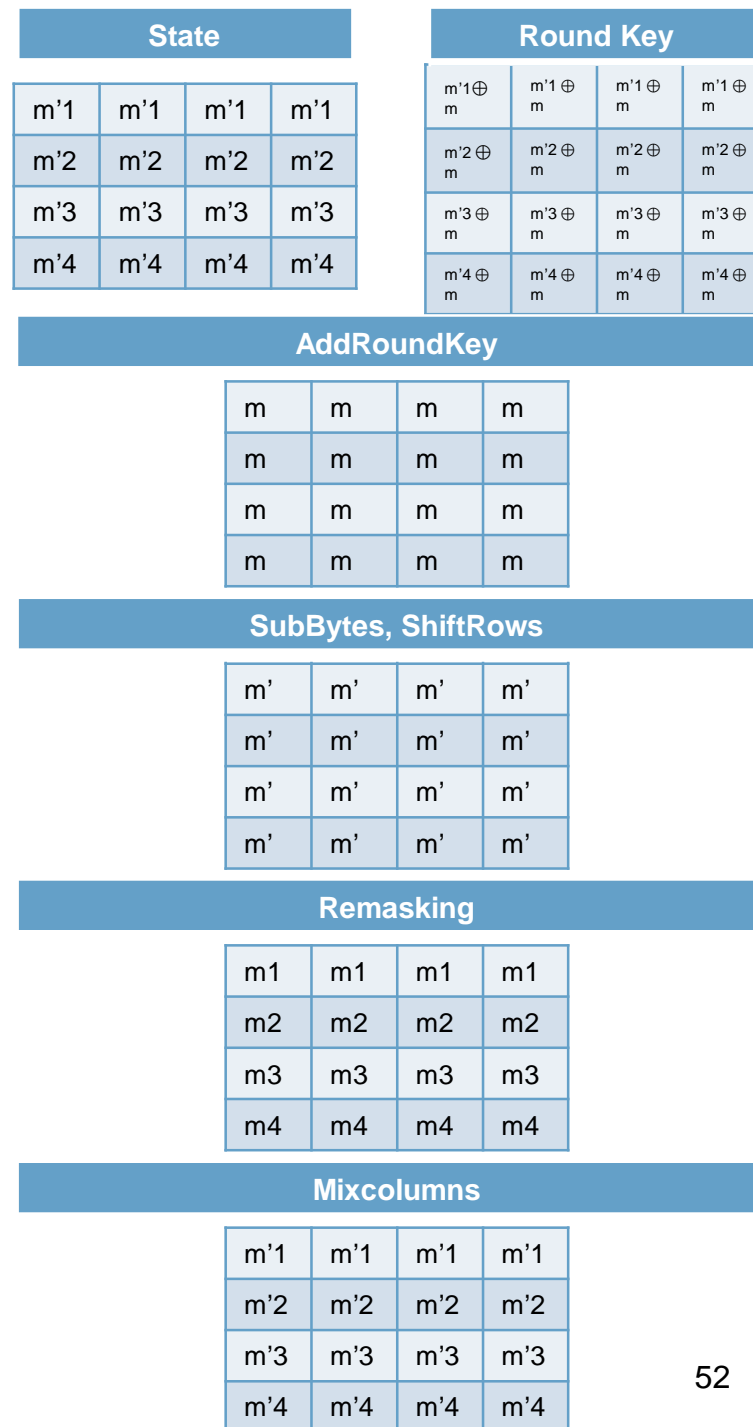 State
Round Key
m’1 m’1 m’1 m’1
m’2 m’2 m’2 m’2
m’3 m’3 m’3 m’3
m’4 m’4 m’4 m’4
m’1⊕ m’1 ⊕ m’1 ⊕ m’1 ⊕
m m m m
m’2 ⊕ m’2 ⊕ m’2 ⊕ m’2 ⊕
m m m m
m’3 ⊕ m’3 ⊕ m’3 ⊕ m’3 ⊕
m m m m
m’4 ⊕ m’4 ⊕ m’4 ⊕ m’4 ⊕
m m m m
AddRoundKey
m m m m
m m m m
m m m m
m m m m
SubBytes, ShiftRows
m’ m’ m’ m’
m’ m’ m’ m’
m’ m’ m’ m’
m’ m’ m’ m’
Remasking
m1 m1 m1 m1
m2 m2 m2 m2
m3 m3 m3 m3
m4 m4 m4 m4
Mixcolumns
m’1 m’1 m’1 m’1
m’2 m’2 m’2 m’2
m’3 m’3 m’3 m’3
m’4 m’4 m’4 m’4
52